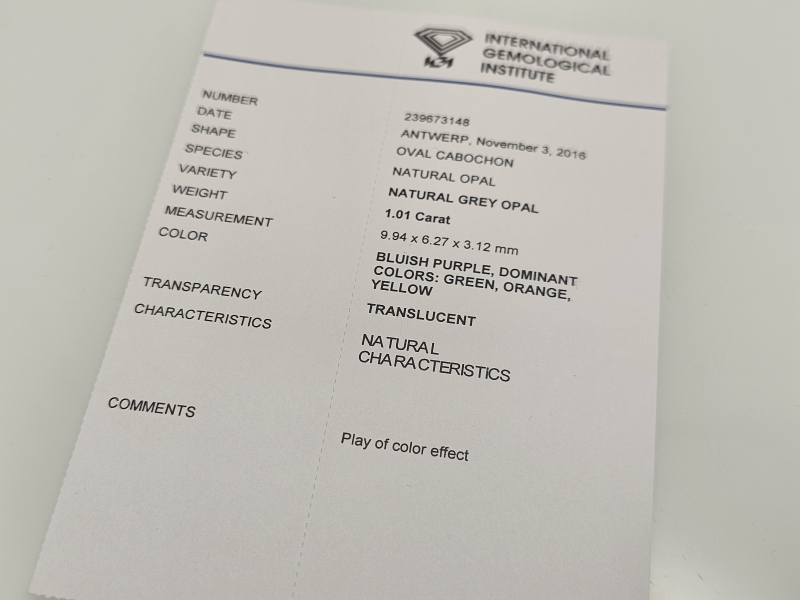 INTERNATIONAL
GEMOLOGICAL
INSTITUTE
NUMBER 239673148
DATE ANTWERP, November 3, 2016
SHAPE OVAL CABOCHON
SPECIES NATURAL OPAL
VARIETY NATURAL GREY OPAL
WEIGHT 1.01 Carat
MEASUREMENT 9.94 x 6.27 x 3.12 mm
COLOR BLUISH PURPLE, DOMINANT
COLORS: GREEN, ORANGE,
YELLOW
TRANSPARENCY TRANSLUCENT
CHARACTERISTICS NATURAL
CHARACTERISTICS
COMMENTS Play of color effect